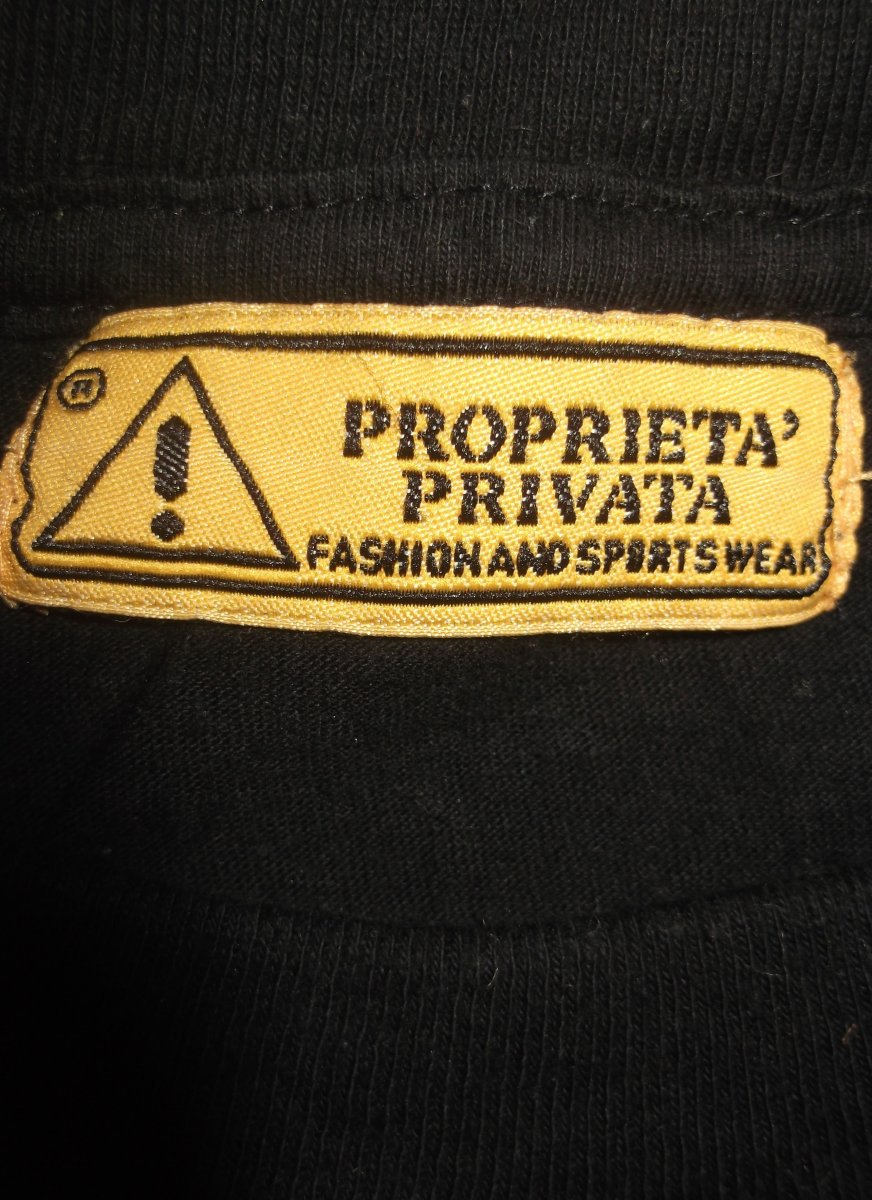 PROPRIETA'
PRIVATA
FASHION AND SPORTS WEAR